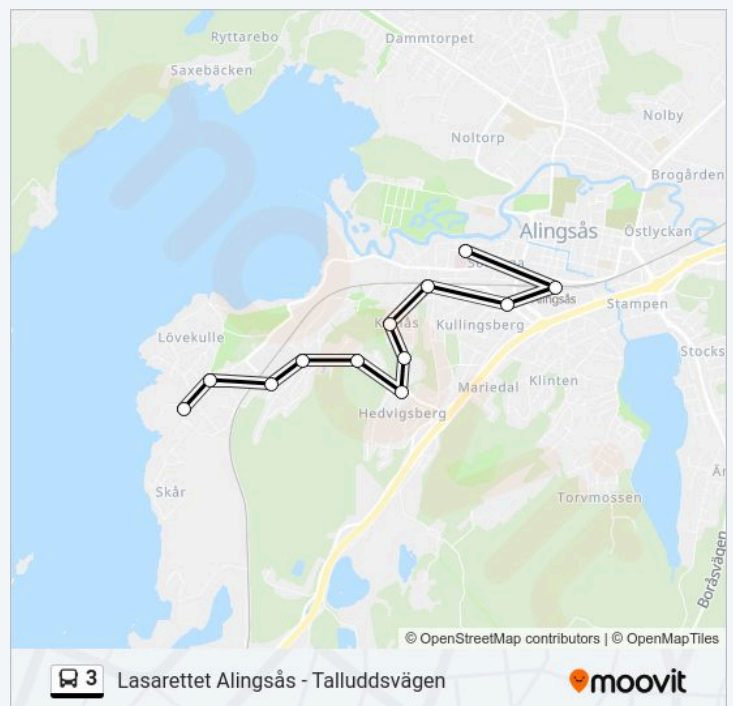 Ryttarebo
Dammtorpet
Saxebäcken
Nolby
Noltorp
Brogården
Alingsås
Östlyckan
Alingsås
Stampen
Kullingsberg
Lövekulle
Stocks
Mariedal
Klinten
Hedvigsberg
Skår
Torvmossen
Boråsvägen
© OpenStreetMap contributors | © OpenMapTiles
3 Lasarettet Alingsås - Talluddsvägen
moovit